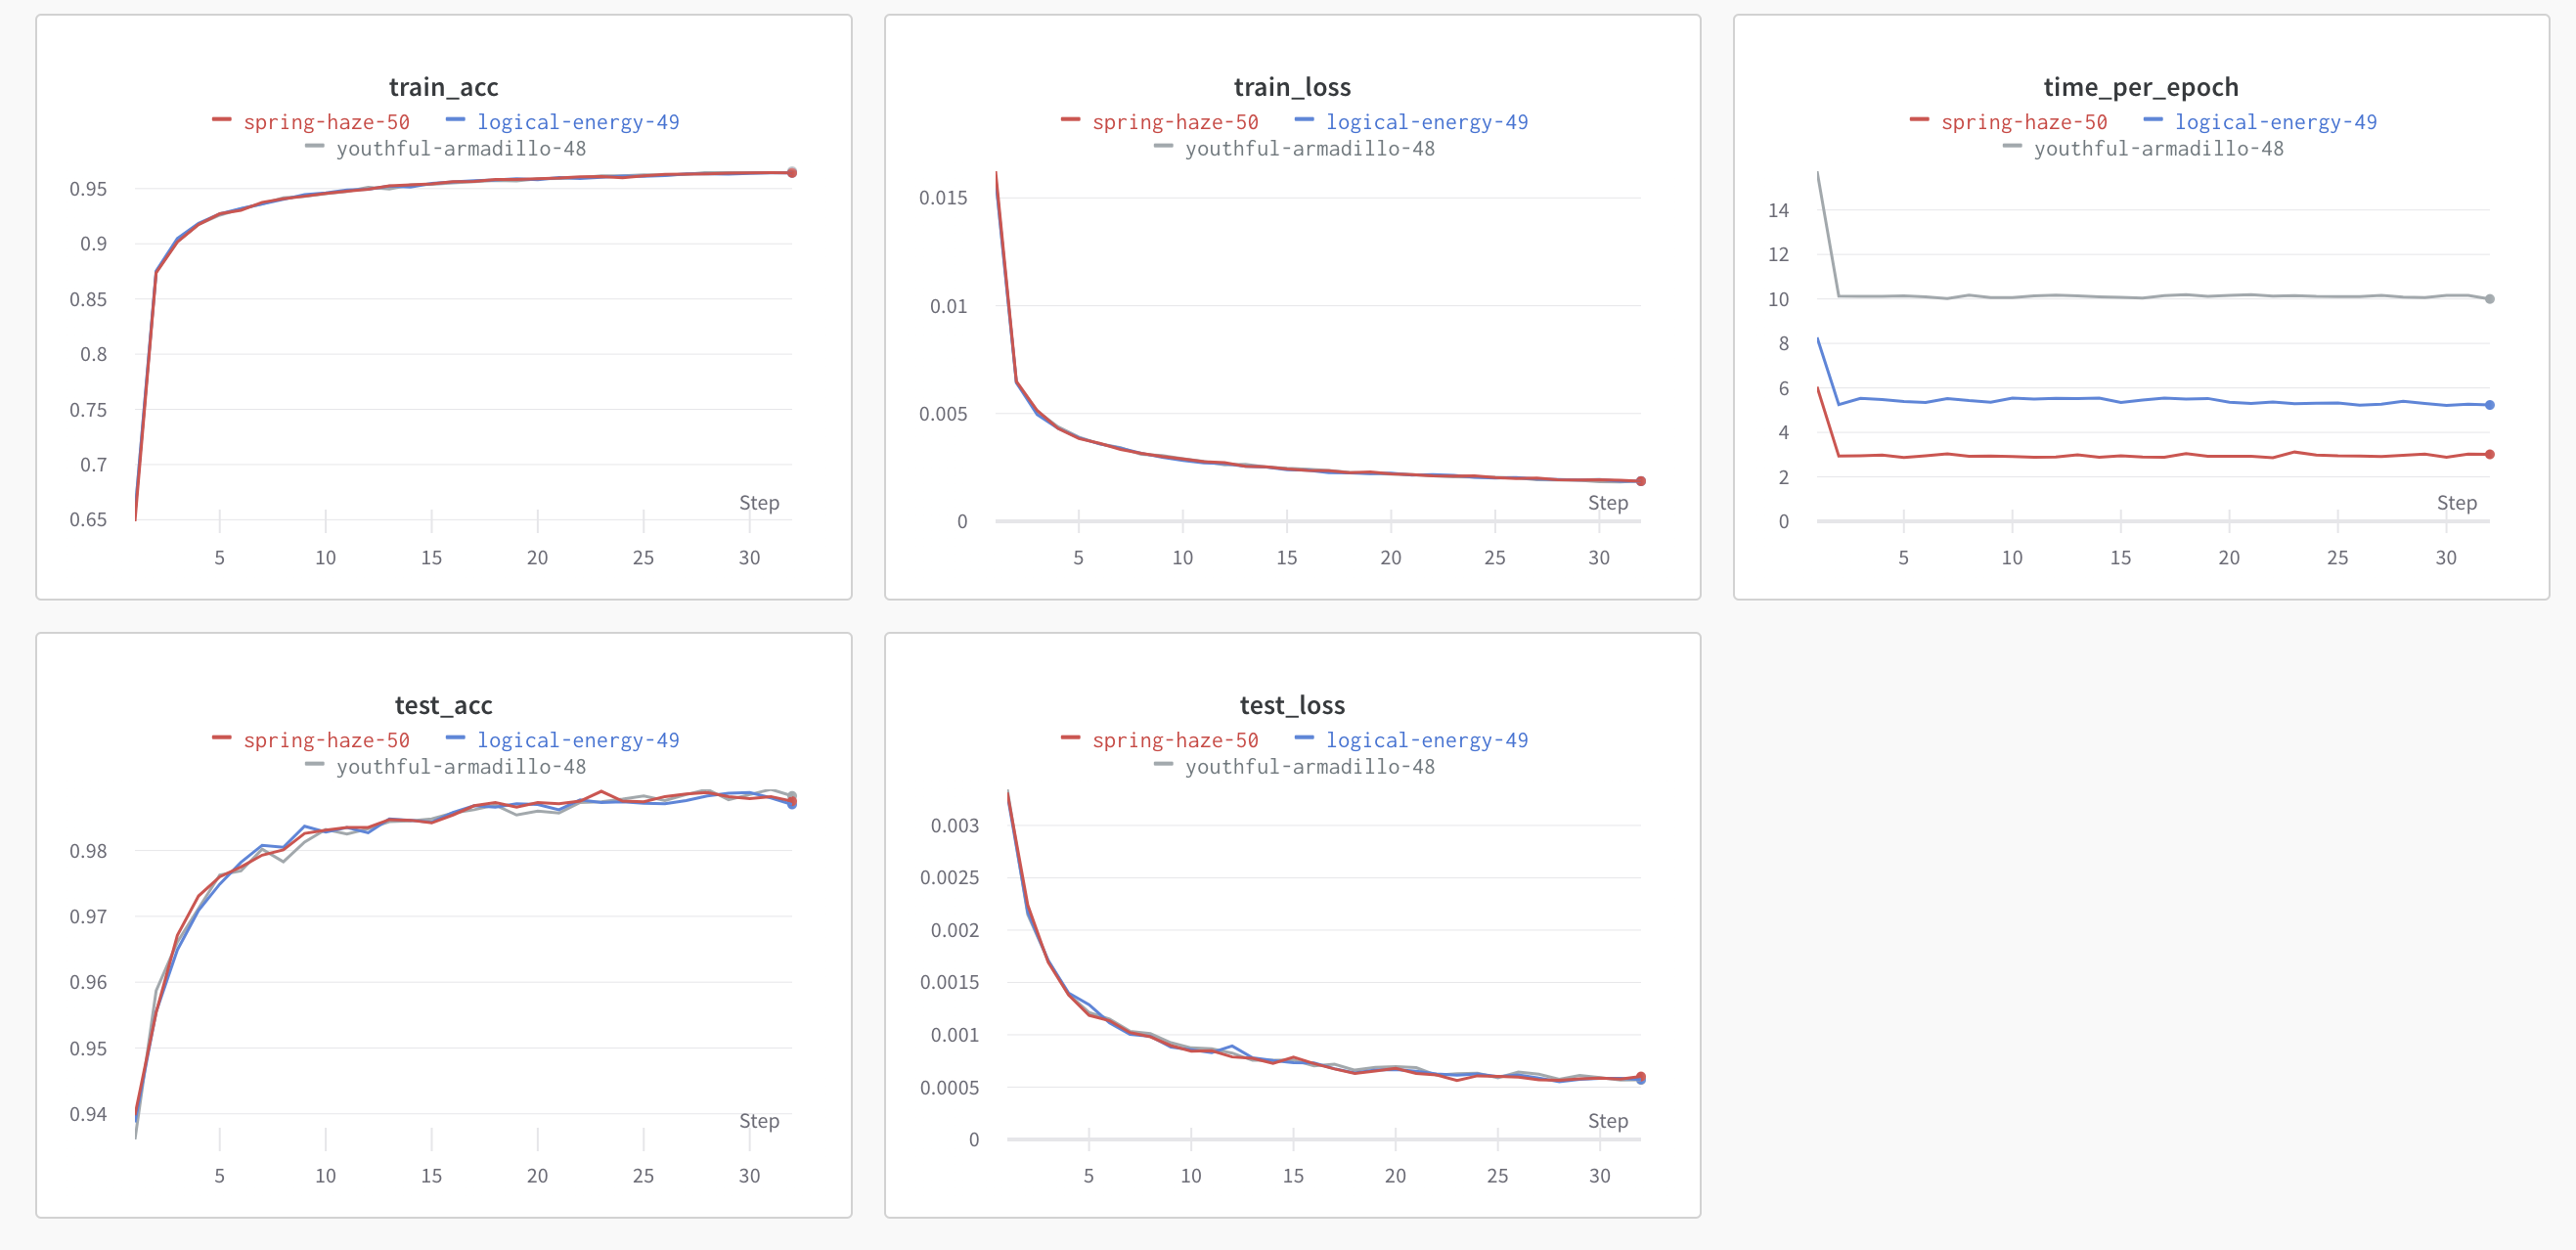 train_acc
spring-haze-50 logical-energy-49
youthful-armadillo-48
0.95
0.9
0.85
0.8
0.75
0.7
0.65
Step
5 10 15 20 25 30
train_loss
spring-haze-50 logical-energy-49
youthful-armadillo-48
0.015
0.01
0.005
0
Step
5 10 15 20 25 30
time_per_epoch
spring-haze-50 logical-energy-49
youthful-armadillo-48
14
12
10
8
6
4
2
0
Step
5 10 15 20 25 30
test_acc
spring-haze-50 logical-energy-49
youthful-armadillo-48
0.98
0.97
0.96
0.95
0.94
Step
5 10 15 20 25 30
test_loss
spring-haze-50 logical-energy-49
youthful-armadillo-48
0.003
0.0025
0.002
0.0015
0.001
0.0005
0
Step
5 10 15 20 25 30